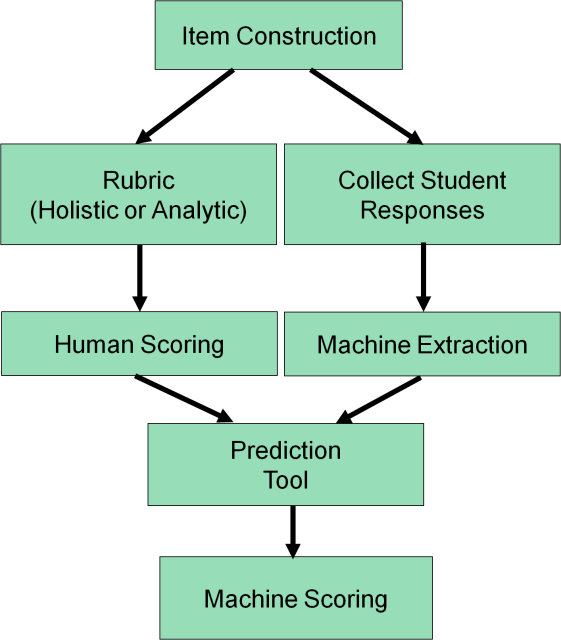 Item Construction
Rubric
(Holistic or Analytic)
Collect Student
Responses
Human Scoring
Machine Extraction
Prediction
Tool
Machine Scoring